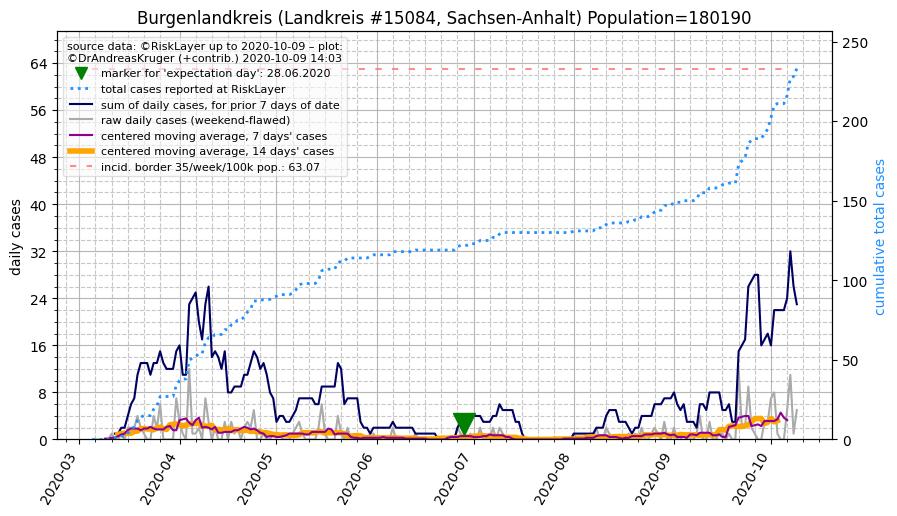 Burgenlandkreis (Landkreis #15084, Sachsen-Anhalt) Population=180190
source data: ©RiskLayer up to 2020-10-09 – plot:
©DrAndreasKruger (+contrib.) 2020-10-09 14:03
marker for 'expectation day': 28.06.2020
total cases reported at RiskLayer
sum of daily cases, for prior 7 days of date
raw daily cases (weekend-flawed)
centered moving average, 7 days' cases
centered moving average, 14 days' cases
incid. border 35/week/100k pop.: 63.07
daily cases
64
56
48
40
32
24
16
8
0
cumulative total cases
250
200
150
100
50
0
2020-03
2020-04
2020-05
2020-06
2020-07
2020-08
2020-09
2020-10